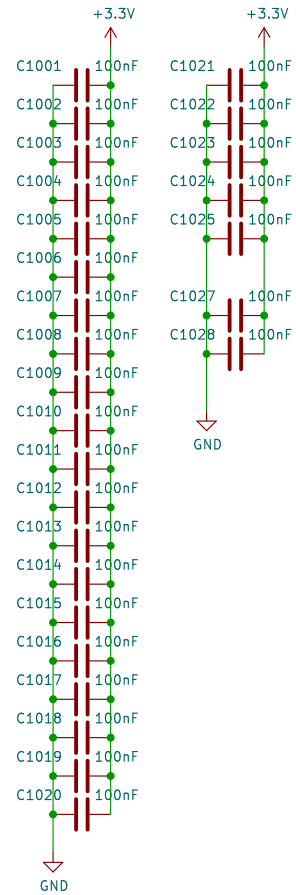 +3.3V +3.3V
C1001 100nF C1021 100nF
C1002 100nF C1022 100nF
C1003 100nF C1023 100nF
C1004 100nF C1024 100nF
C1005 100nF C1025 100nF
C1006 100nF
C1007 100nF C1027 100nF
C1008 100nF C1028 100nF
C1009 100nF
C1010 100nF
GND
C1011 100nF
C1012 100nF
C1013 100nF
C1014 100nF
C1015 100nF
C1016 100nF
C1017 100nF
C1018 100nF
C1019 100nF
C1020 100nF
GND